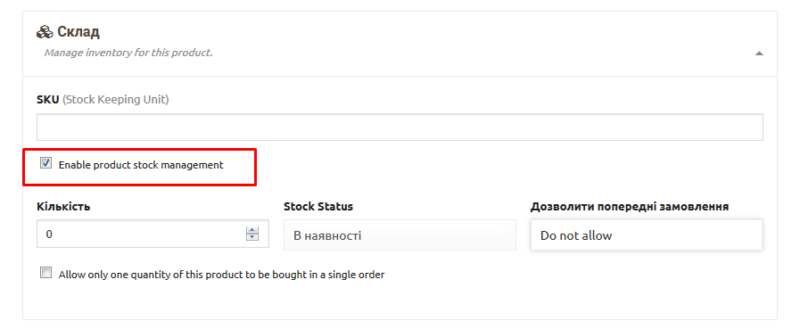 Склад
Manage inventory for this product.
SKU (Stock Keeping Unit)
Enable product stock management
Кількість Stock Status Дозволити попередні замовлення
0 В наявності Do not allow
Allow only one quantity of this product to be bought in a single order